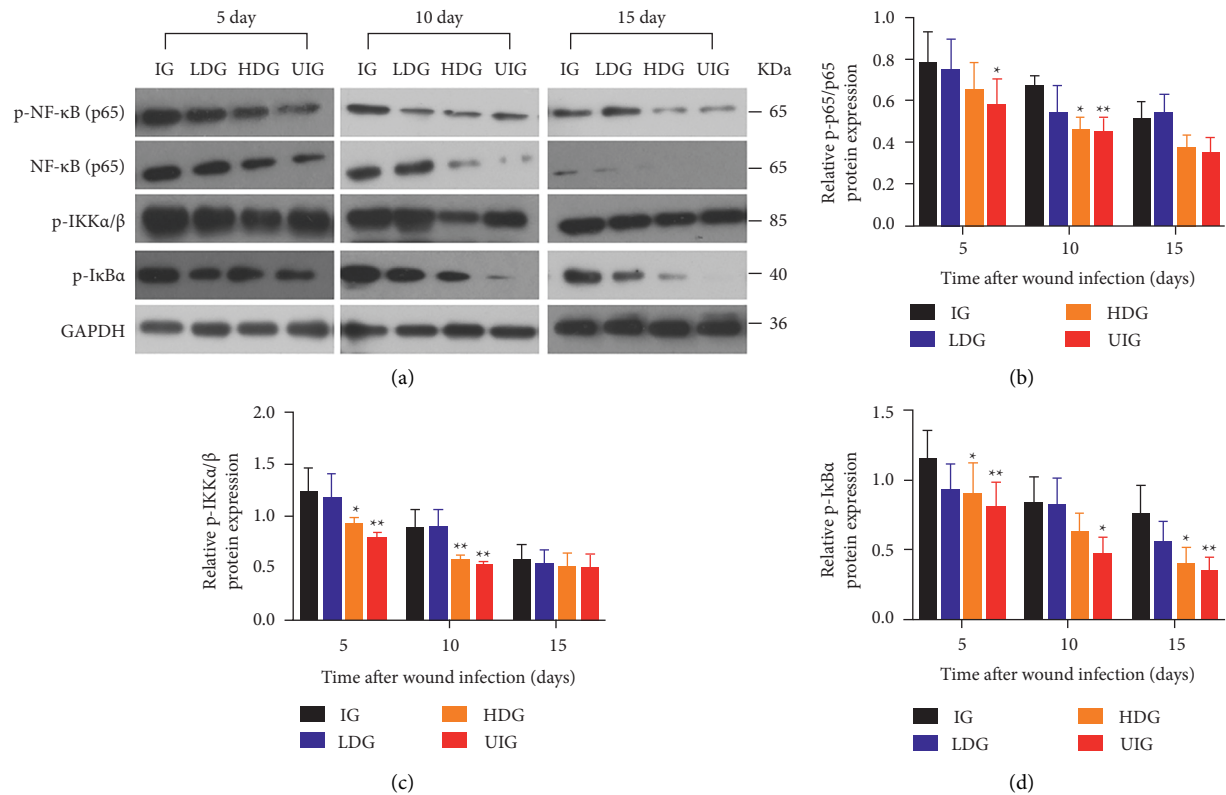 5 day 10 day 15 day
IG LDG HDG UIG IG LDG HDG UIG IG LDG HDG UIG KDa
p-NF-κB (p65) 65
NF-κB (p65) 65
p-IKKα/β 85
p-IκBα 40
GAPDH 36
(a)
Relative p-p65/p65
protein expression
1.0
0.8
0.6
0.4
0.2
0.0
* * ** 
5 10 15
Time after wound infection (days)
IG HDG
LDG UIG
(b)
Relative p-IKKα/β
protein expression
2.0
1.5
1.0
0.5
0.0
* ** ** **
5 10 15
Time after wound infection (days)
IG HDG
LDG UIG
(c)
Relative p-IκBα
protein expression
1.5
1.0
0.5
0.0
* ** * * **
5 10 15
Time after wound infection (days)
IG HDG
LDG UIG
(d)